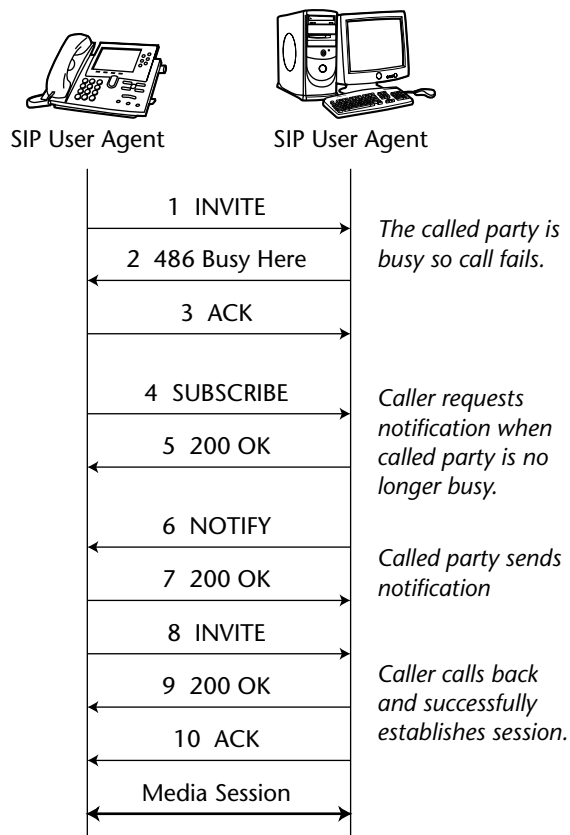 SIP User Agent
SIP User Agent
1 INVITE
The called party is
busy so call fails.
2 486 Busy Here
3 ACK
4 SUBSCRIBE
Caller requests
notification when
called party is no
longer busy.
5 200 OK
6 NOTIFY
Called party sends
notification
7 200 OK
8 INVITE
Caller calls back
and successfully
establishes session.
9 200 OK
10 ACK
Media Session